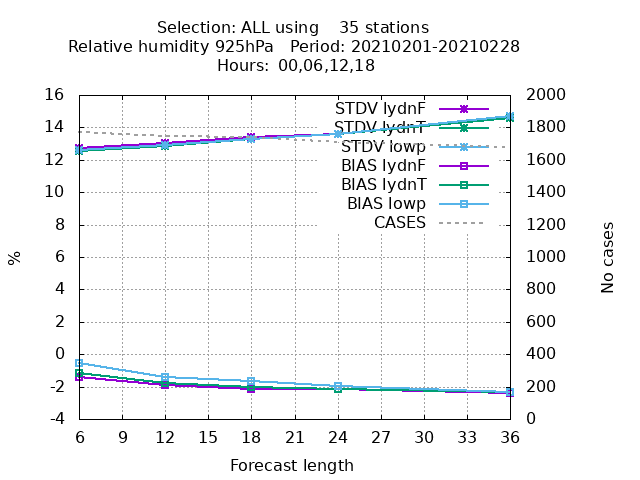 Selection: ALL using    35 stations
Relative humidity 925hPa   Period: 20210201-20210228
Hours: 00,06,12,18
16
14
12
10
8
6
4
2
0
-2
-4
%
2000
1800
1600
1400
1200
1000
800
600
400
200
0
No cases
STDV lydnF
STDV lydnT
STDV lowp
BIAS lydnF
BIAS lydnT
BIAS lowp
CASES
6 9 12 15 18 21 24 27 30 33 36
Forecast length